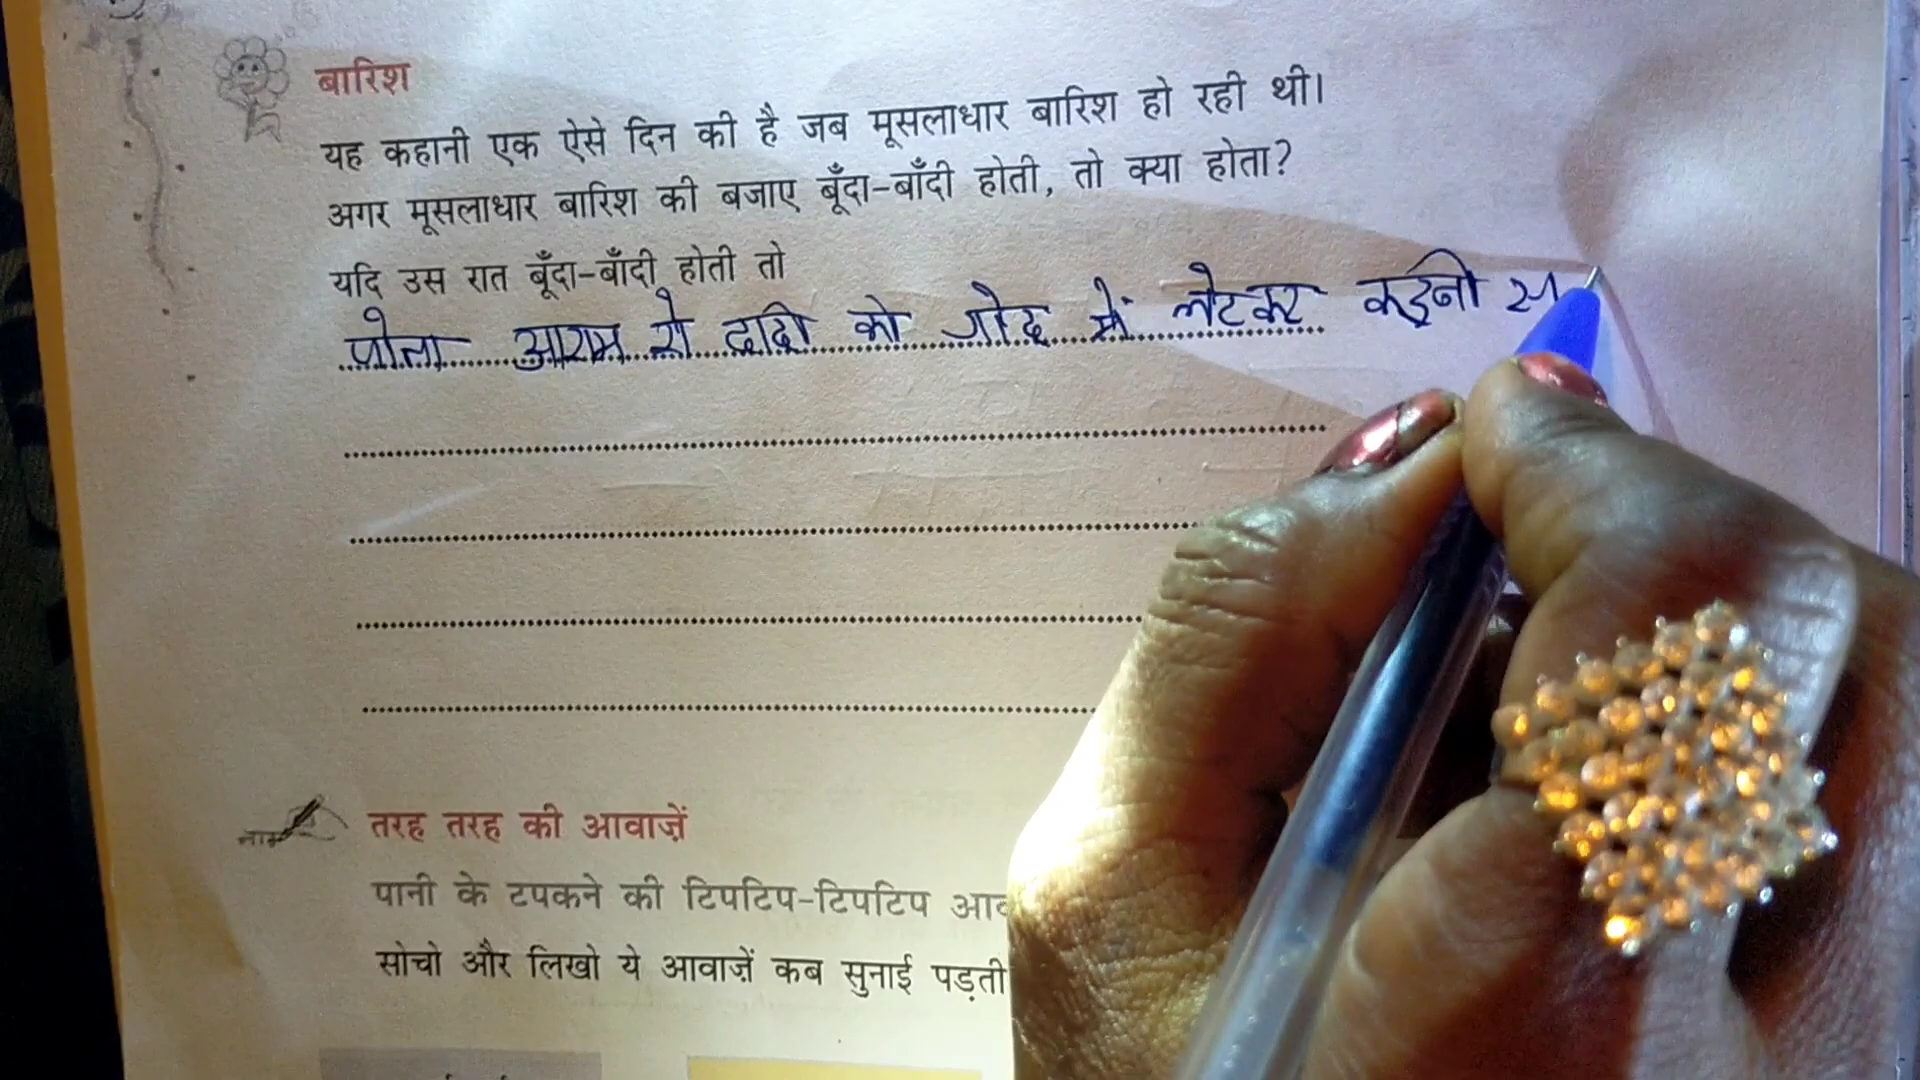 बारिश
यह कहानी एक ऐसे दिन की है जब मूसलाधार बारिश हो रही थी।
अगर मूसलाधार बारिश की बजाए बूँदा-बाँदी होती, तो क्या होता?
यदि उस रात बूँदा-बाँदी होती तो
पोता आराम से दादी की गोद में लेटकर
तरह तरह की आवाज़ें
पानी के टपकने की टिपटिप-टिपटिप
सोचो और लिखो ये आवाज़ें कब सुनाई पड़ती